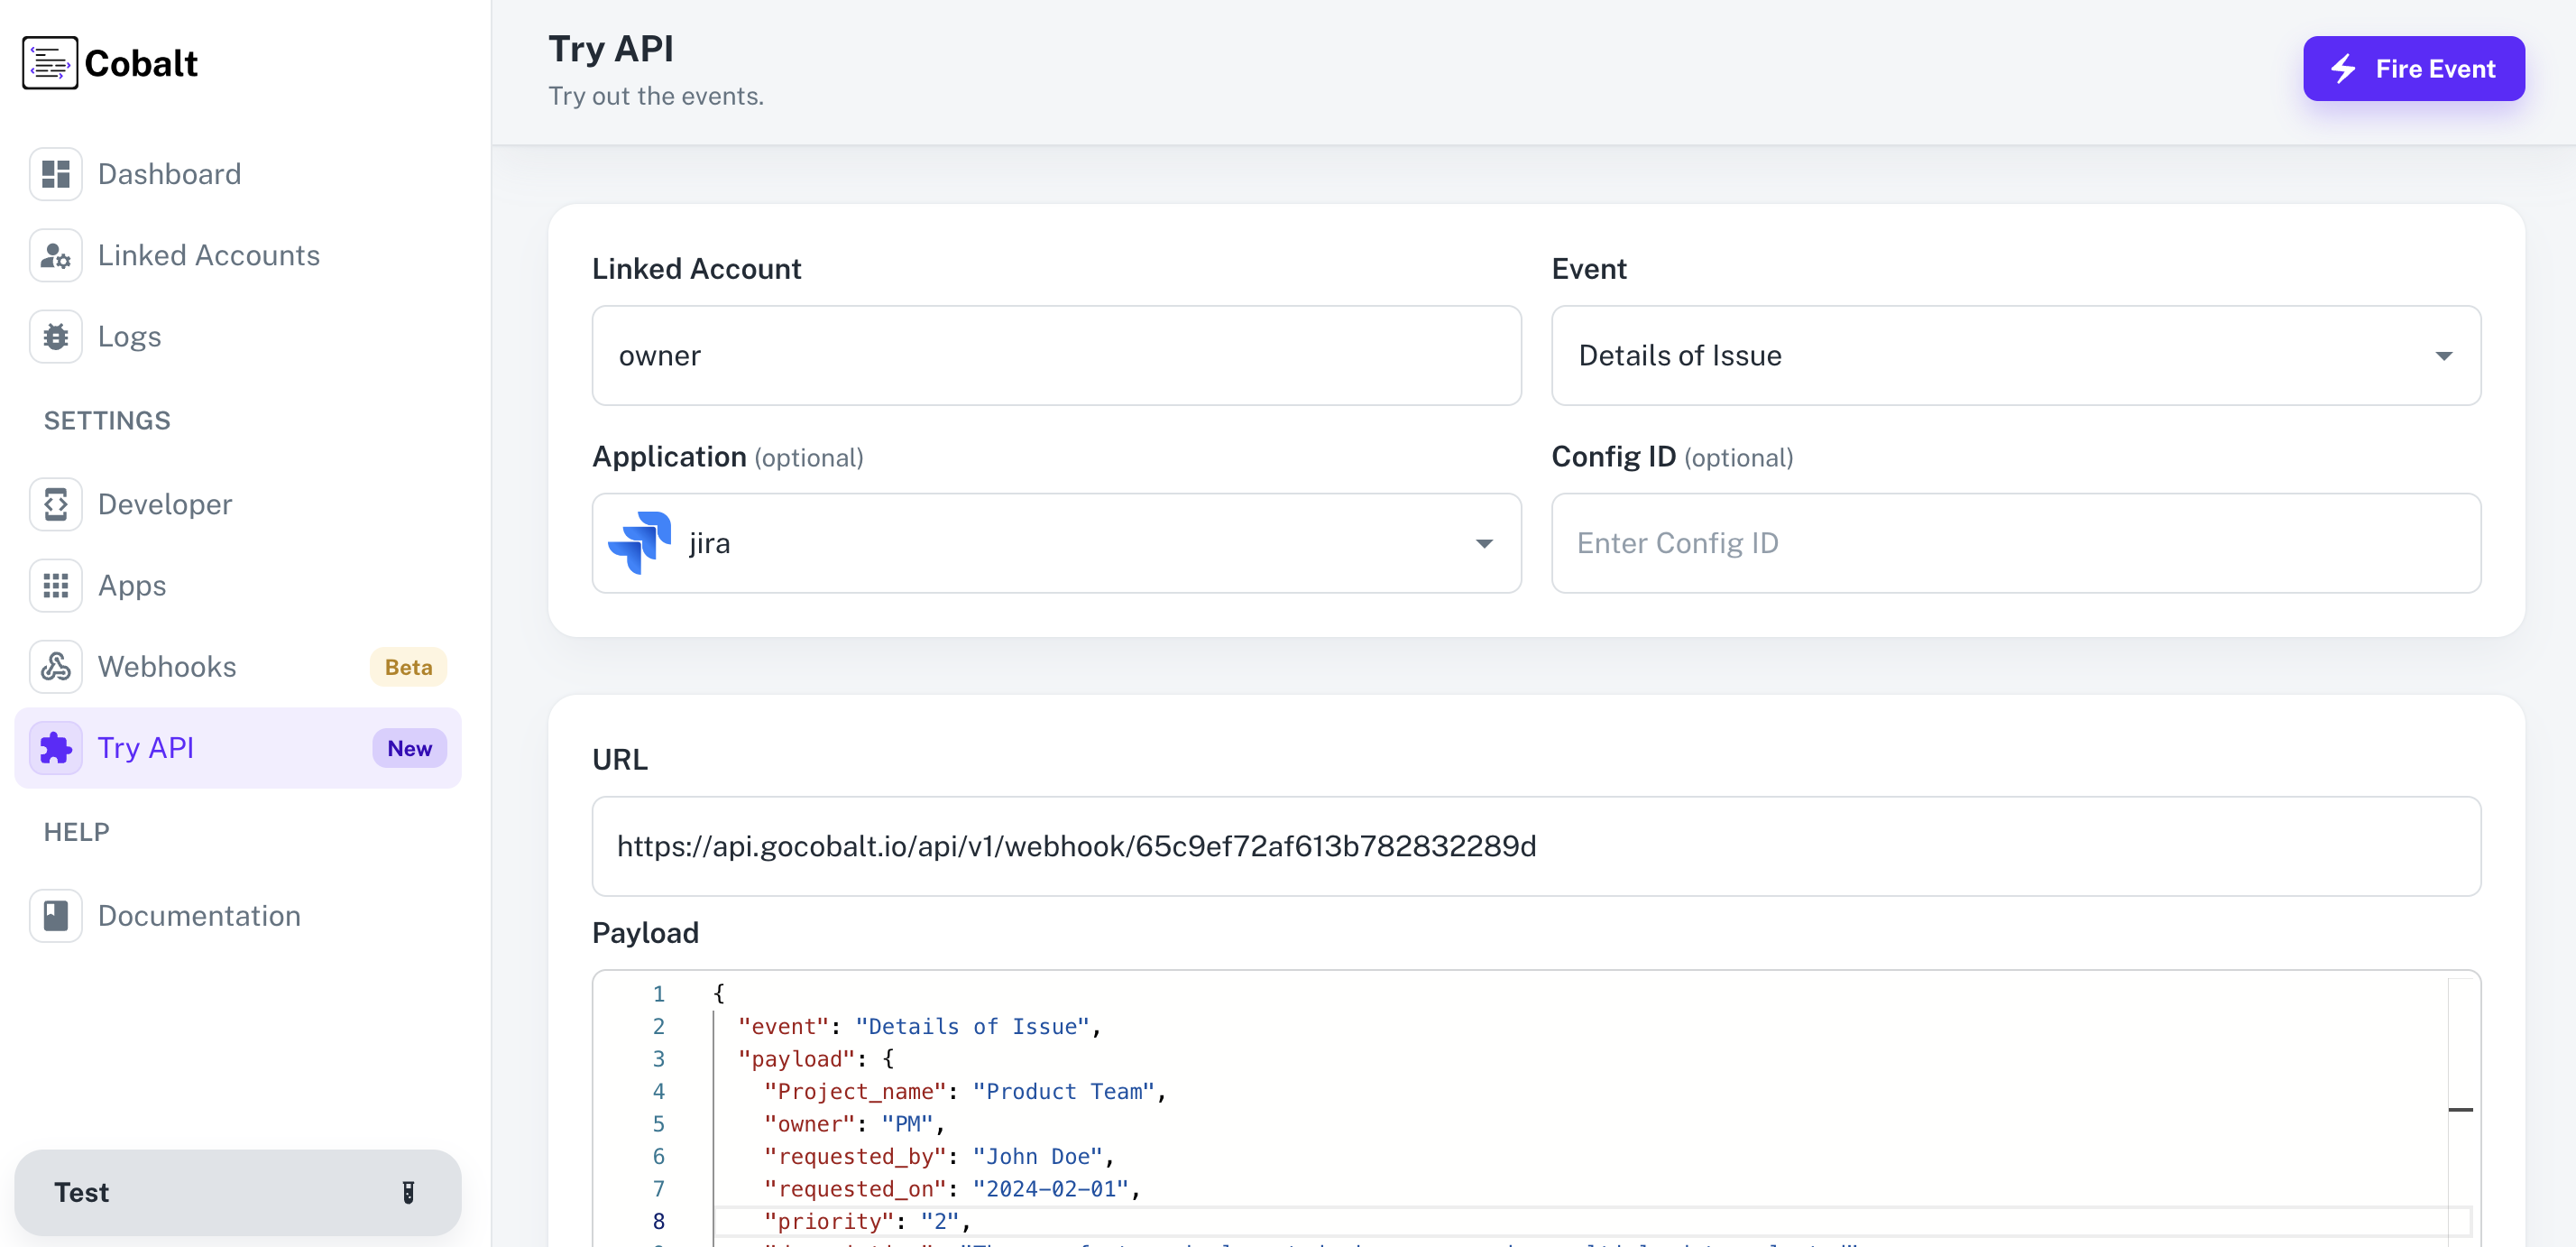 Cobalt
Dashboard
Linked Accounts
Logs
SETTINGS
Developer
Apps
Webhooks
Beta
Try API
New
HELP
Documentation
Test
Try API
Try out the events.
Fire Event
Linked Account
owner
Event
Details of Issue
Application (optional)
jira
Config ID (optional)
Enter Config ID
URL
https://api.gocobalt.io/api/v1/webhook/65c9ef72af613b782832289d
Payload
1 {
2 "event": "Details of Issue",
3 "payload": {
4 "Project_name": "Product Team",
5 "owner": "PM",
6 "requested_by": "John Doe",
7 "requested_on": "2024-02-01",
8 "priority": "2",